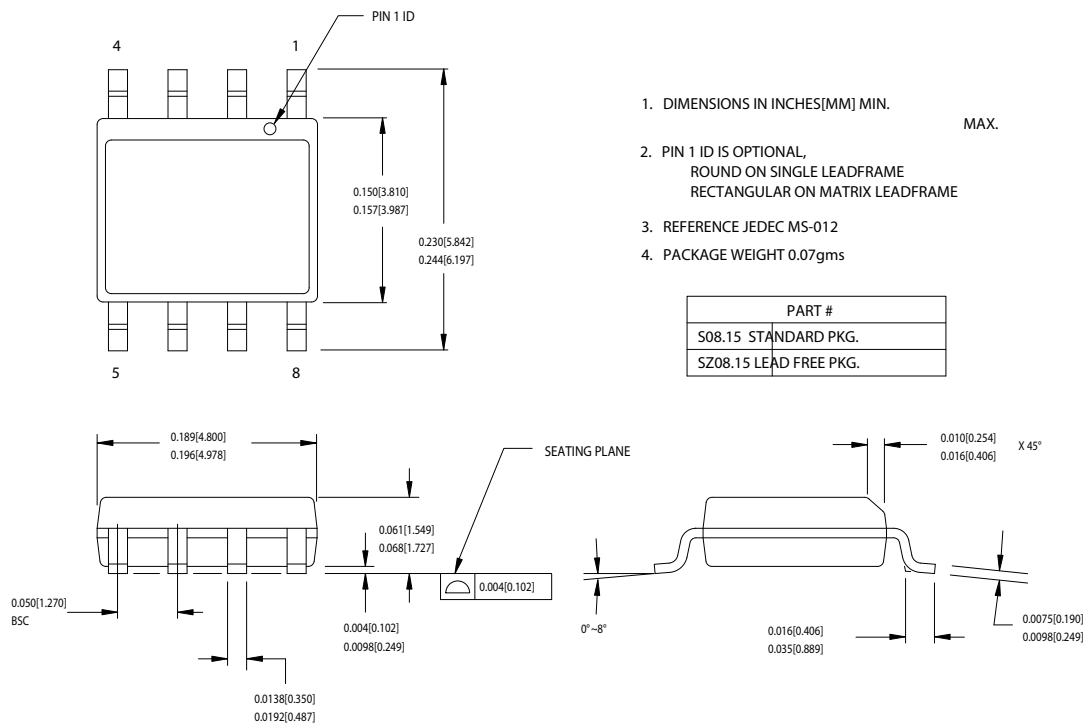 PIN 1 ID
4 1
0.150[3.810]
0.157[3.987]
0.230[5.842]
0.244[6.197]
5 8
1. DIMENSIONS IN INCHES[MM] MIN.
MAX.
2. PIN 1 ID IS OPTIONAL,
ROUND ON SINGLE LEADFRAME
RECTANGULAR ON MATRIX LEADFRAME
3. REFERENCE JEDEC MS-012
4. PACKAGE WEIGHT 0.07gms
PART #
S08.15 STANDARD PKG.
SZ08.15 LEAD FREE PKG.
0.189[4.800]
0.196[4.978]
SEATING PLANE
0.061[1.549]
0.068[1.727]
0.004[0.102]
0.050[1.270]
BSC
0.004[0.102]
0.0098[0.249]
0.0138[0.350]
0.0192[0.487]
0.010[0.254]
0.016[0.406]
X 45°
0°~8°
0.016[0.406]
0.035[0.889]
0.0075[0.190]
0.0098[0.249]